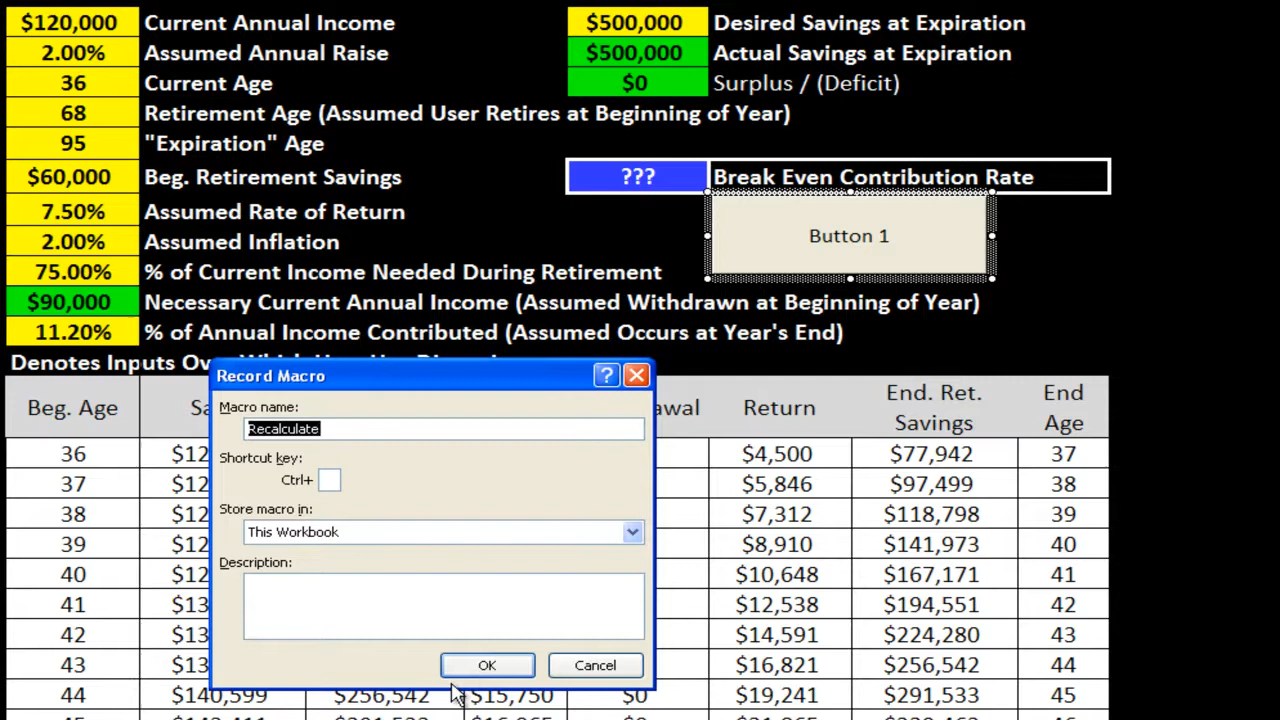 $120,000 Current Annual Income $500,000 Desired Savings at Expiration
2.00% Assumed Annual Raise $500,000 Actual Savings at Expiration
36 Current Age $0 Surplus / (Deficit)
68 Retirement Age (Assumed User Retires at Beginning of Year)
95 "Expiration" Age
$60,000 Beg. Retirement Savings ??? Break Even Contribution Rate
7.50% Assumed Rate of Return
Button 1
2.00% Assumed Inflation
75.00% % of Current Income Needed During Retirement
$90,000 Necessary Current Annual Income (Assumed Withdrawn at Beginning of Year)
11.20% % of Annual Income Contributed (Assumed Occurs at Year's End)
Denotes Inputs
Record Macro
Macro name:
Recalculate
Shortcut key:
Ctrl+
Store macro in:
This Workbook
Description:
OK Cancel
Beg. Age Return End. Ret. Savings End Age
36 $4,500 $77,942 37
37 $5,846 $97,499 38
38 $7,312 $118,798 39
39 $8,910 $141,973 40
40 $10,648 $167,171 41
41 $12,538 $194,551 42
42 $14,591 $224,280 43
43 $16,821 $256,542 44
44 $140,599 $256,542 $15,750 $0 $19,241 $291,533 45